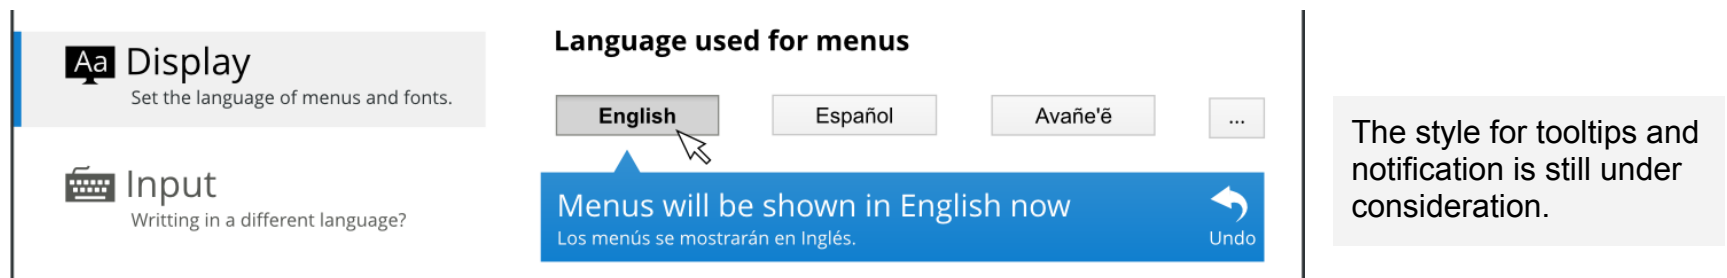 Aa Display
Set the language of menus and fonts.
Input
Writting in a different language?
Language used for menus
English
Español
Avañe'ẽ
...
Menus will be shown in English now
Los menús se mostrarán en Inglés.
Undo
The style for tooltips and
notification is still under
consideration.